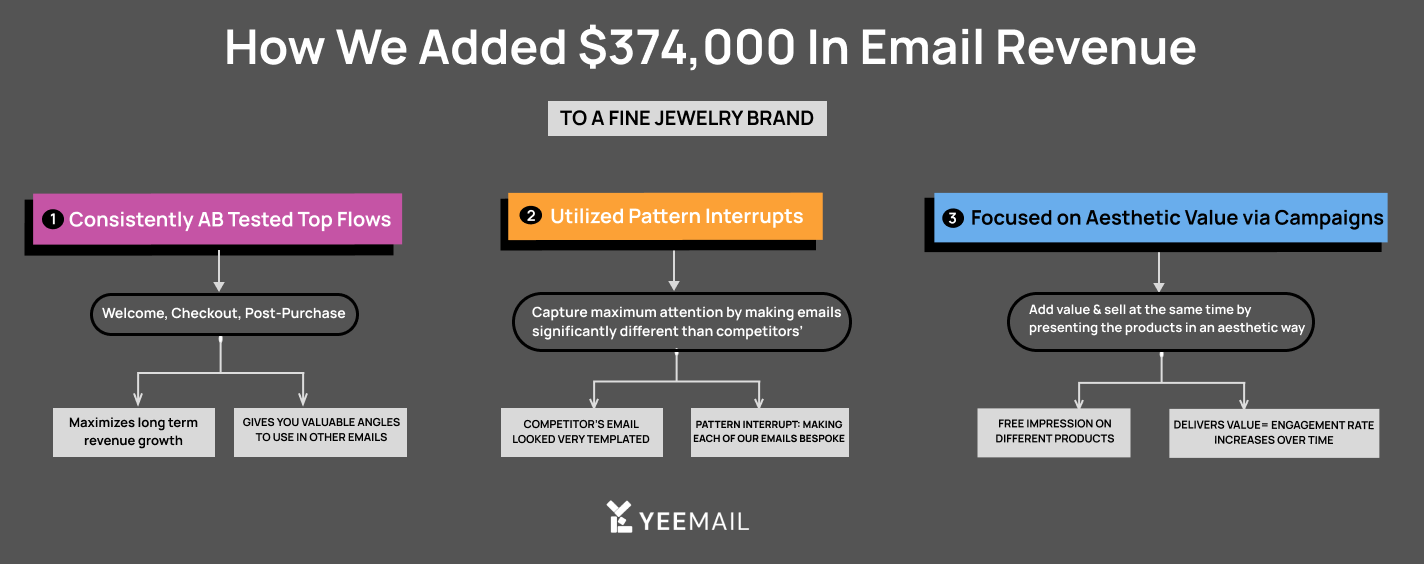 How We Added $374,000 In Email Revenue
TO A FINE JEWELRY BRAND
1 Consistently AB Tested Top Flows
Welcome, Checkout, Post-Purchase
Maximizes long term
revenue growth
GIVES YOU VALUABLE ANGLES
TO USE IN OTHER EMAILS
2 Utilized Pattern Interrupts
Capture maximum attention by making emails
significantly different than competitors'
COMPETITOR'S EMAIL
LOOKED VERY TEMPLATED
PATTERN INTERRUPT: MAKING
EACH OF OUR EMAILS BESPOKE
3 Focused on Aesthetic Value via Campaigns
Add value & sell at the same time by
presenting the products in an aesthetic way
FREE IMPRESSION ON
DIFFERENT PRODUCTS
DELIVERS VALUE= ENGAGEMENT RATE
INCREASES OVER TIME
YEEMAIL